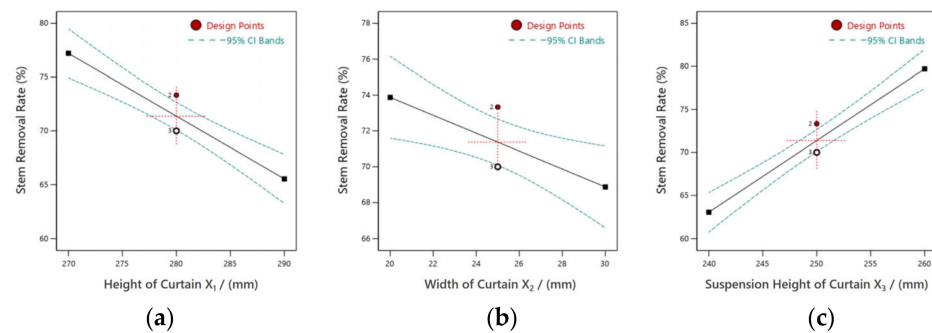 80
75
70
65
60
Stem Removal Rate (%)
Design Points
95% CI Bands
2
3
270
275
280
285
290
Height of Curtain X₁ / (mm)
(a)
78
76
74
72
70
68
66
Stem Removal Rate (%)
Design Points
95% CI Bands
2
3
20
22
24
26
28
30
Width of Curtain X₂ / (mm)
(b)
85
80
75
70
65
60
Stem Removal Rate (%)
Design Points
95% CI Bands
2
3
240
245
250
255
260
Suspension Height of Curtain X₃ / (mm)
(c)